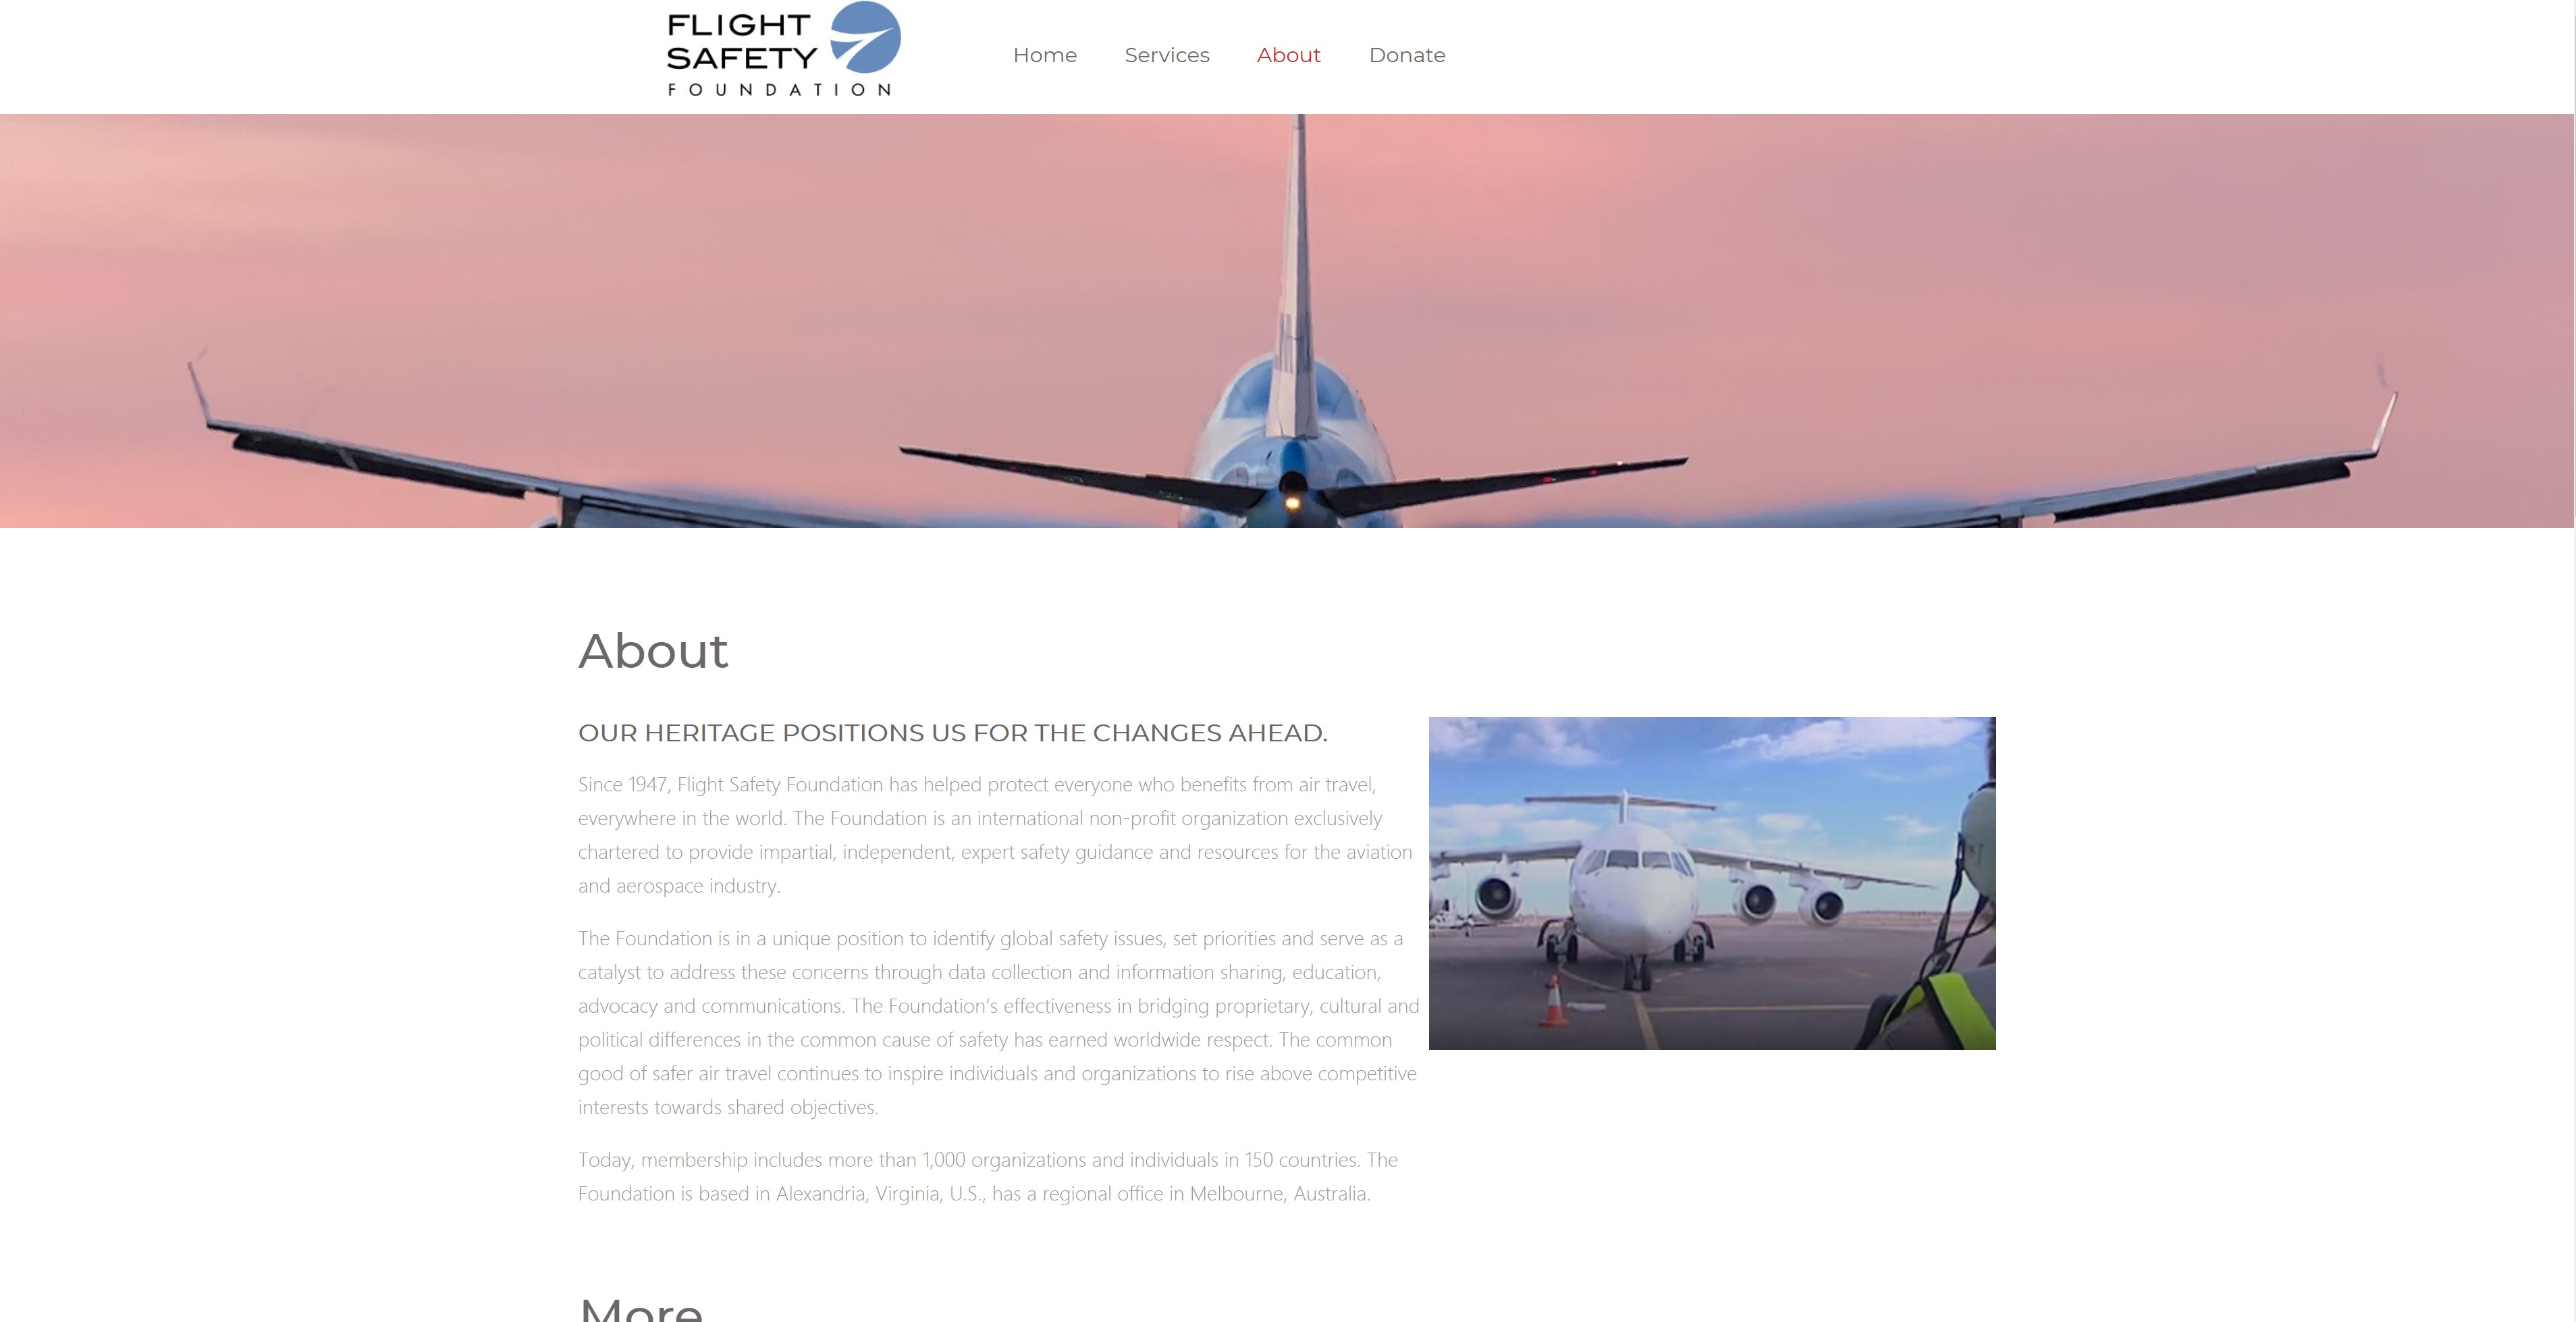 FLIGHT
SAFETY
FOUNDATION
Home Services About Donate
About
OUR HERITAGE POSITIONS US FOR THE CHANGES AHEAD.
Since 1947, Flight Safety Foundation has helped protect everyone who benefits from air travel,
everywhere in the world. The Foundation is an international non-profit organization exclusively
chartered to provide impartial, independent, expert safety guidance and resources for the aviation
and aerospace industry.
The Foundation is in a unique position to identify global safety issues, set priorities and serve as a
catalyst to address these concerns through data collection and information sharing, education,
advocacy and communications. The Foundation’s effectiveness in bridging proprietary, cultural and
political differences in the common cause of safety has earned worldwide respect. The common
good of safer air travel continues to inspire individuals and organizations to rise above competitive
interests towards shared objectives.
Today, membership includes more than 1,000 organizations and individuals in 150 countries. The
Foundation is based in Alexandria, Virginia, U.S., has a regional office in Melbourne, Australia.
More